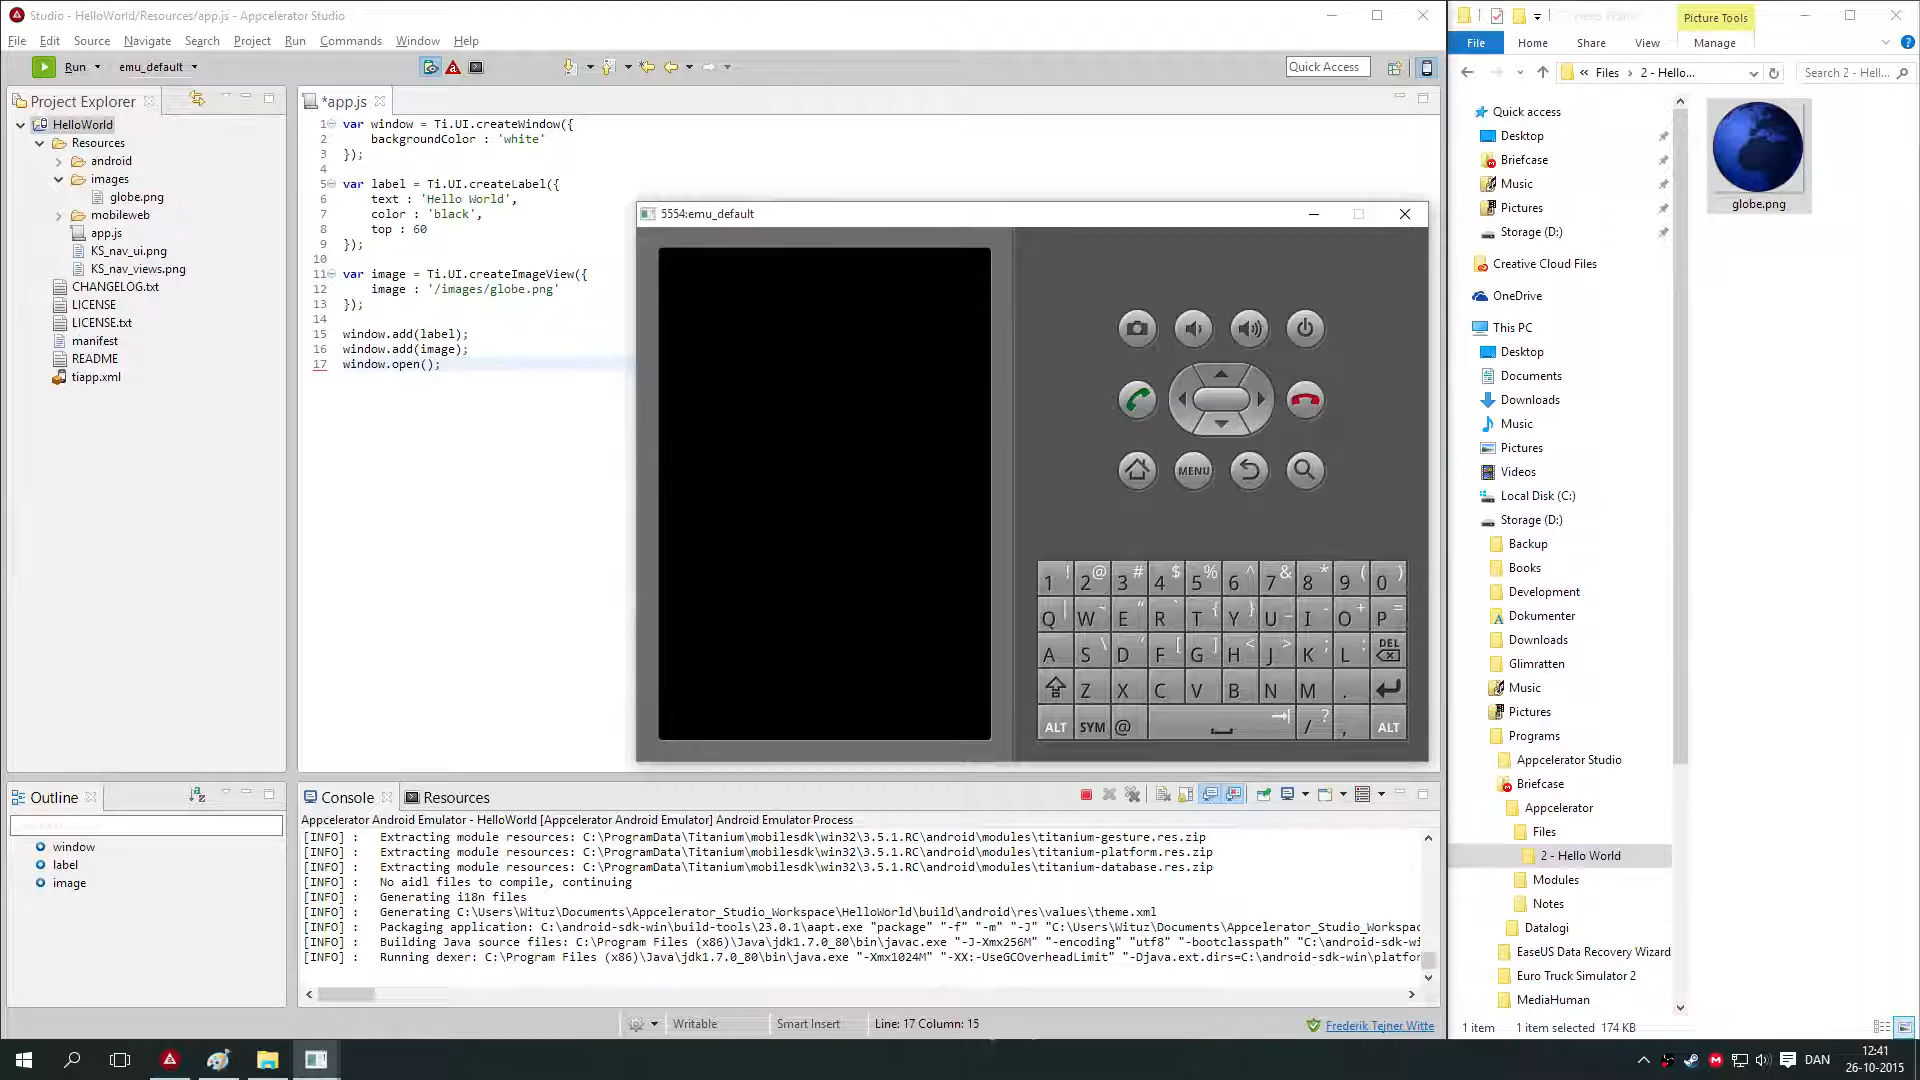 Studio - HelloWorld/Resources/app.js - Appcelerator Studio
File Edit Source Navigate Search Project Run Commands Window Help
Run emu_default
Quick Access
Project Explorer
HelloWorld
Resources
android
images
globe.png
mobileweb
app.js
KS_nav_ui.png
KS_nav_views.png
CHANGELOG.txt
LICENSE
LICENSE.txt
manifest
README
tiapp.xml
*app.js
1 var window = Ti.UI.createWindow({
2 backgroundColor : 'white'
3 });
4
5 var label = Ti.UI.createLabel({
6 text : 'Hello World',
7 color : 'black',
8 top : 60
9 });
10
11 var image = Ti.UI.createImageView({
12 image : '/images/globe.png'
13 });
14
15 window.add(label);
16 window.add(image);
17 window.open();
5554:emu_default
MENU
1 ! 2 @ 3 # 4 $ 5 % 6 ^ 7 & 8 * 9 ( 0 )
Q | W ~ E “ R ` T { Y } U _ I - O + P =
A S \ D ' F [ G ] H < J > K ; L : DEL
Z X C V B N M .
ALT SYM @ / ? , ALT
Outline
window
label
image
Console Resources
Appcelerator Android Emulator - HelloWorld [Appcelerator Android Emulator] Android Emulator Process
[INFO] : Extracting module resources: C:\ProgramData\Titanium\mobilesdk\win32\3.5.1.RC\android\modules\titanium-gesture.res.zip
[INFO] : Extracting module resources: C:\ProgramData\Titanium\mobilesdk\win32\3.5.1.RC\android\modules\titanium-platform.res.zip
[INFO] : Extracting module resources: C:\ProgramData\Titanium\mobilesdk\win32\3.5.1.RC\android\modules\titanium-database.res.zip
[INFO] : No aidl files to compile, continuing
[INFO] : Generating i18n files
[INFO] : Generating C:\Users\Wituz\Documents\Appcelerator_Studio_Workspace\HelloWorld\build\android\res\values\theme.xml
[INFO] : Packaging application: C:\android-sdk-win\build-tools\23.0.1\aapt.exe "package" "-f" "-m" "-J" "C:\Users\Wituz\Documents\Appcelerator_Studio_Workspac
[INFO] : Building Java source files: C:\Program Files (x86)\Java\jdk1.7.0_80\bin\javac.exe "-J-Xmx256M" "-encoding" "utf8" "-bootclasspath" "C:\android-sdk-wi
[INFO] : Running dexer: C:\Program Files (x86)\Java\jdk1.7.0_80\bin\java.exe "-Xmx1024M" "-XX:-UseGCOverheadLimit" "-Djava.ext.dirs=C:\android-sdk-win\platfor
Writable Smart Insert Line: 17 Column: 15 Frederik Tejner Witte
Picture Tools
File Home Share View Manage
« Files › 2 - Hello... Search 2 - Hell...
Quick access
Desktop
Briefcase
Music
Pictures
Storage (D:)
Creative Cloud Files
OneDrive
This PC
Desktop
Documents
Downloads
Music
Pictures
Videos
Local Disk (C:)
Storage (D:)
Backup
Books
Development
Dokumenter
Downloads
Glimratten
Music
Pictures
Programs
Appcelerator Studio
Briefcase
Appcelerator
Files
2 - Hello World
Modules
Notes
Datalogi
EaseUS Data Recovery Wizard
Euro Truck Simulator 2
MediaHuman
globe.png
1 item 1 item selected 174 KB
DAN
12:41
26-10-2015